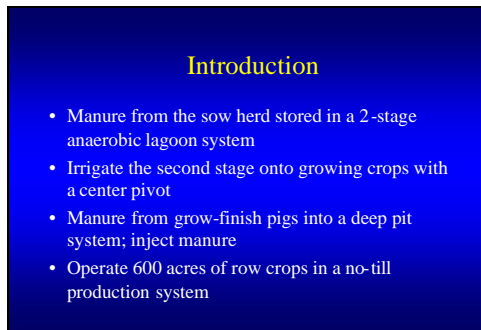 Introduction
• Manure from the sow herd stored in a 2-stage
anaerobic lagoon system
• Irrigate the second stage onto growing crops with
a center pivot
• Manure from grow-finish pigs into a deep pit
system; inject manure
• Operate 600 acres of row crops in a no-till
production system